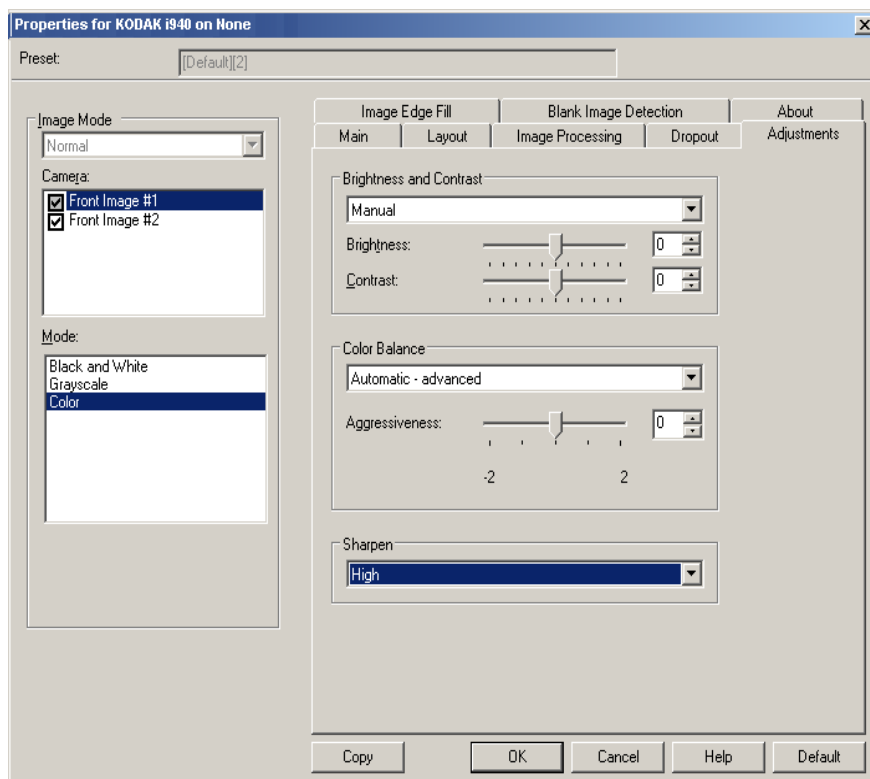 Properties for KODAK i940 on None
Preset:
[Default][2]
Image Mode
Normal
Camera:
Front Image #1
Front Image #2
Mode:
Black and White
Grayscale
Color
Image Edge Fill
Blank Image Detection
About
Main
Layout
Image Processing
Dropout
Adjustments
Brightness and Contrast
Manual
Brightness:
0
Contrast:
0
Color Balance
Automatic - advanced
Aggressiveness:
0
-2
2
Sharpen
High
Copy
OK
Cancel
Help
Default